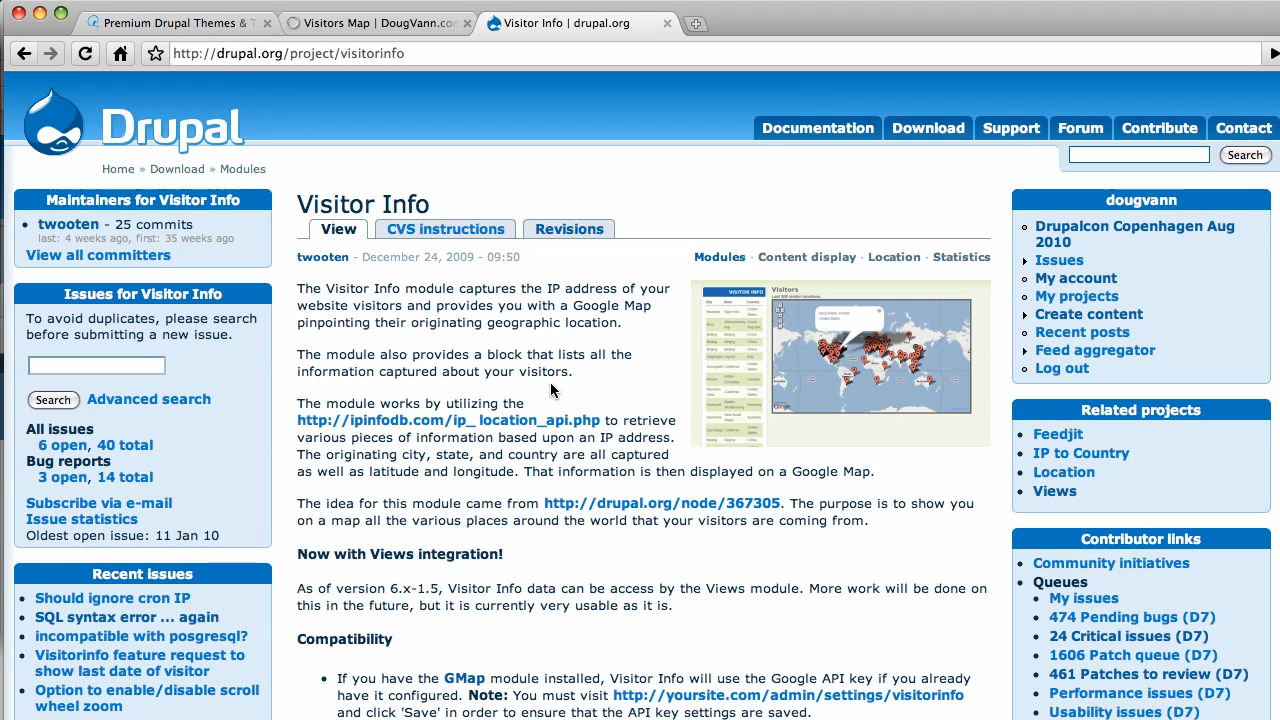 Premium Drupal Themes & T
Visitors Map | DougVann.com
Visitor Info | drupal.org
http://drupal.org/project/visitorinfo
Drupal
Documentation
Download
Support
Forum
Contribute
Contact
Search
Home » Download » Modules
Maintainers for Visitor Info
twooten - 25 commits
last: 4 weeks ago, first: 35 weeks ago
View all committers
Issues for Visitor Info
To avoid duplicates, please search
before submitting a new issue.
Search
Advanced search
All issues
6 open, 40 total
Bug reports
3 open, 14 total
Subscribe via e-mail
Issue statistics
Oldest open issue: 11 Jan 10
Recent issues
Should ignore cron IP
SQL syntax error ... again
incompatible with posgresql?
Visitorinfo feature request to
show last date of visitor
Option to enable/disable scroll
wheel zoom
Visitor Info
View
CVS instructions
Revisions
twooten - December 24, 2009 - 09:50
Modules · Content display · Location · Statistics
The Visitor Info module captures the IP address of your
website visitors and provides you with a Google Map
pinpointing their originating geographic location.
The module also provides a block that lists all the
information captured about your visitors.
The module works by utilizing the
http://ipinfodb.com/ip_location_api.php to retrieve
various pieces of information based upon an IP address.
The originating city, state, and country are all captured
as well as latitude and longitude. That information is then displayed on a Google Map.
VISITOR INFO
Visitors
The idea for this module came from http://drupal.org/node/367305. The purpose is to show you
on a map all the various places around the world that your visitors are coming from.
Now with Views integration!
As of version 6.x-1.5, Visitor Info data can be access by the Views module. More work will be done on
this in the future, but it is currently very usable as it is.
Compatibility
If you have the GMap module installed, Visitor Info will use the Google API key if you already
have it configured. Note: You must visit http://yoursite.com/admin/settings/visitorinfo
and click 'Save' in order to ensure that the API key settings are saved.
dougvann
Drupalcon Copenhagen Aug
2010
Issues
My account
My projects
Create content
Recent posts
Feed aggregator
Log out
Related projects
Feedjit
IP to Country
Location
Views
Contributor links
Community initiatives
Queues
My issues
474 Pending bugs (D7)
24 Critical issues (D7)
1606 Patch queue (D7)
461 Patches to review (D7)
Performance issues (D7)
Usability issues (D7)